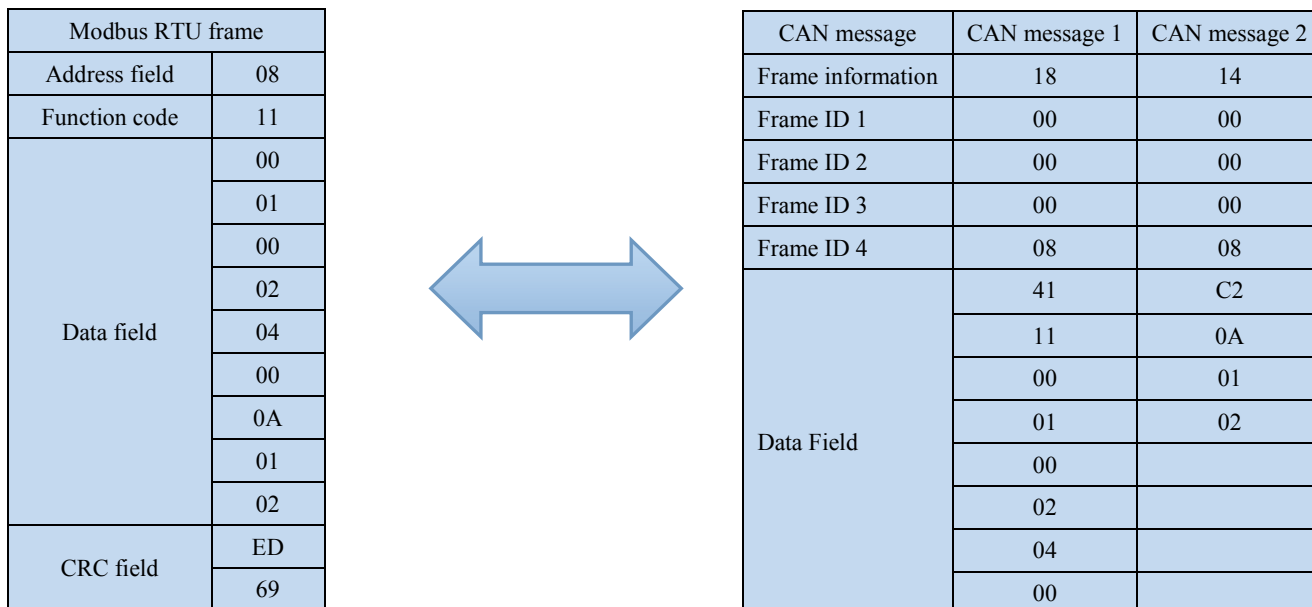 Modbus RTU frame
Address field 08
Function code 11
Data field
00
01
00
02
04
00
0A
01
02
CRC field
ED
69
CAN message CAN message 1 CAN message 2
Frame information 18 14
Frame ID 1 00 00
Frame ID 2 00 00
Frame ID 3 00 00
Frame ID 4 08 08
Data Field
41 C2
11 0A
00 01
01 02
00
02
04
00